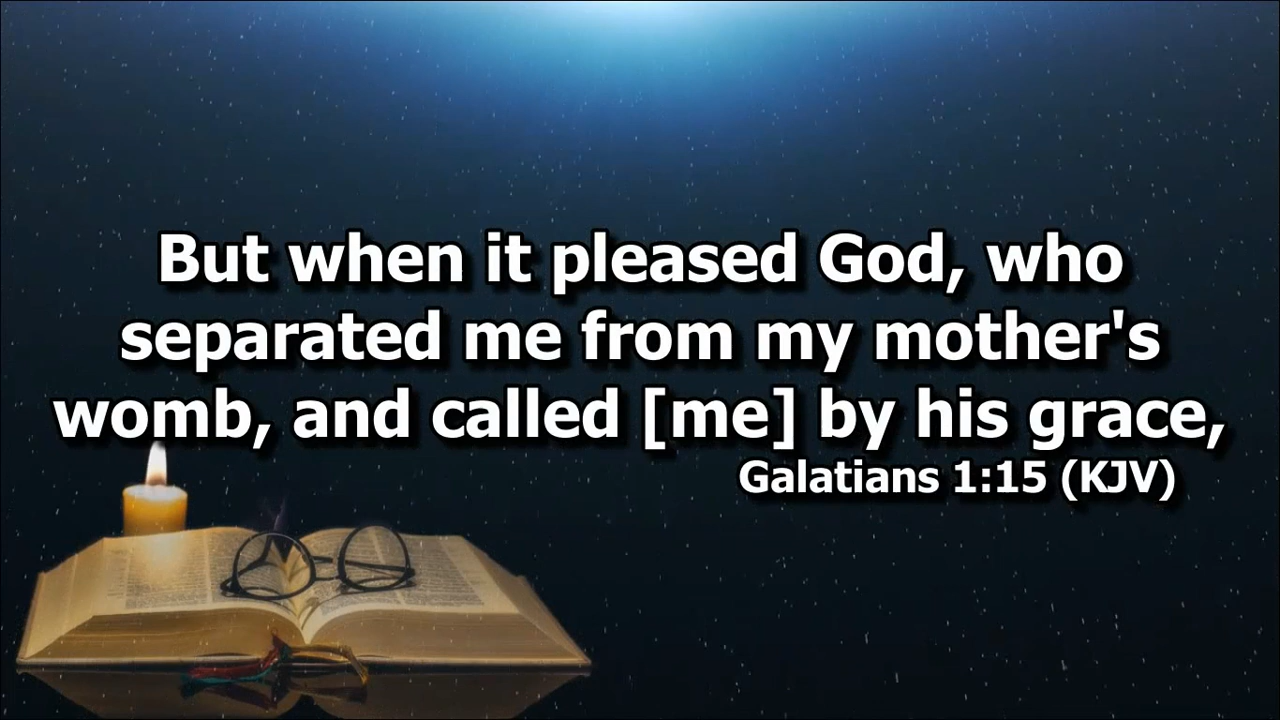 But when it pleased God, who
separated me from my mother's
womb, and called [me] by his grace,
Galatians 1:15 (KJV)